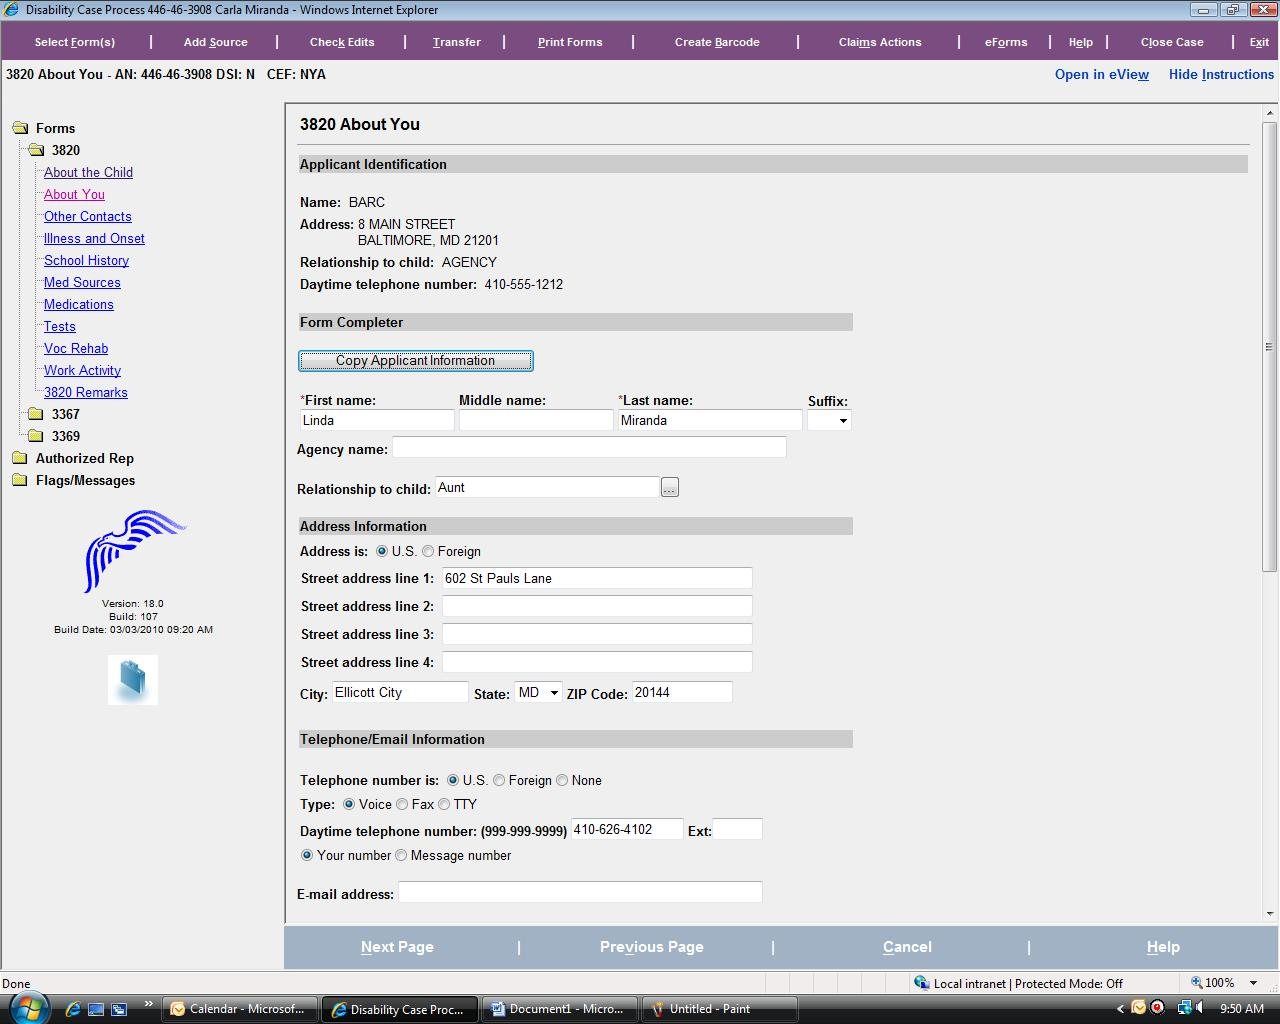 Disability Case Process 446-46-3908 Carla Miranda - Windows Internet Explorer
Select Form(s) | Add Source | Check Edits | Transfer | Print Forms | Create Barcode | Claims Actions | eForms | Help | Close Case | Exit
3820 About You - AN: 446-46-3908 DSI: N CEF: NYA
Open in eView Hide Instructions
Forms
3820
About the Child
About You
Other Contacts
Illness and Onset
School History
Med Sources
Medications
Tests
Voc Rehab
Work Activity
3820 Remarks
3367
3369
Authorized Rep
Flags/Messages
Version: 18.0
Build: 107
Build Date: 03/03/2010 09:20 AM
3820 About You
Applicant Identification
Name: BARC
Address: 8 MAIN STREET
BALTIMORE, MD 21201
Relationship to child: AGENCY
Daytime telephone number: 410-555-1212
Form Completer
Copy Applicant Information
*First name: Middle name: *Last name: Suffix:
Linda Miranda
Agency name:
Relationship to child: Aunt ...
Address Information
Address is: U.S. Foreign
Street address line 1: 602 St Pauls Lane
Street address line 2:
Street address line 3:
Street address line 4:
City: Ellicott City State: MD ZIP Code: 20144
Telephone/Email Information
Telephone number is: U.S. Foreign None
Type: Voice Fax TTY
Daytime telephone number: (999-999-9999) 410-626-4102 Ext:
Your number Message number
E-mail address:
Next Page | Previous Page | Cancel | Help
Done
Local intranet | Protected Mode: Off
100%
Calendar - Microsof...
Disability Case Proc...
Document1 - Micro...
Untitled - Paint
9:50 AM